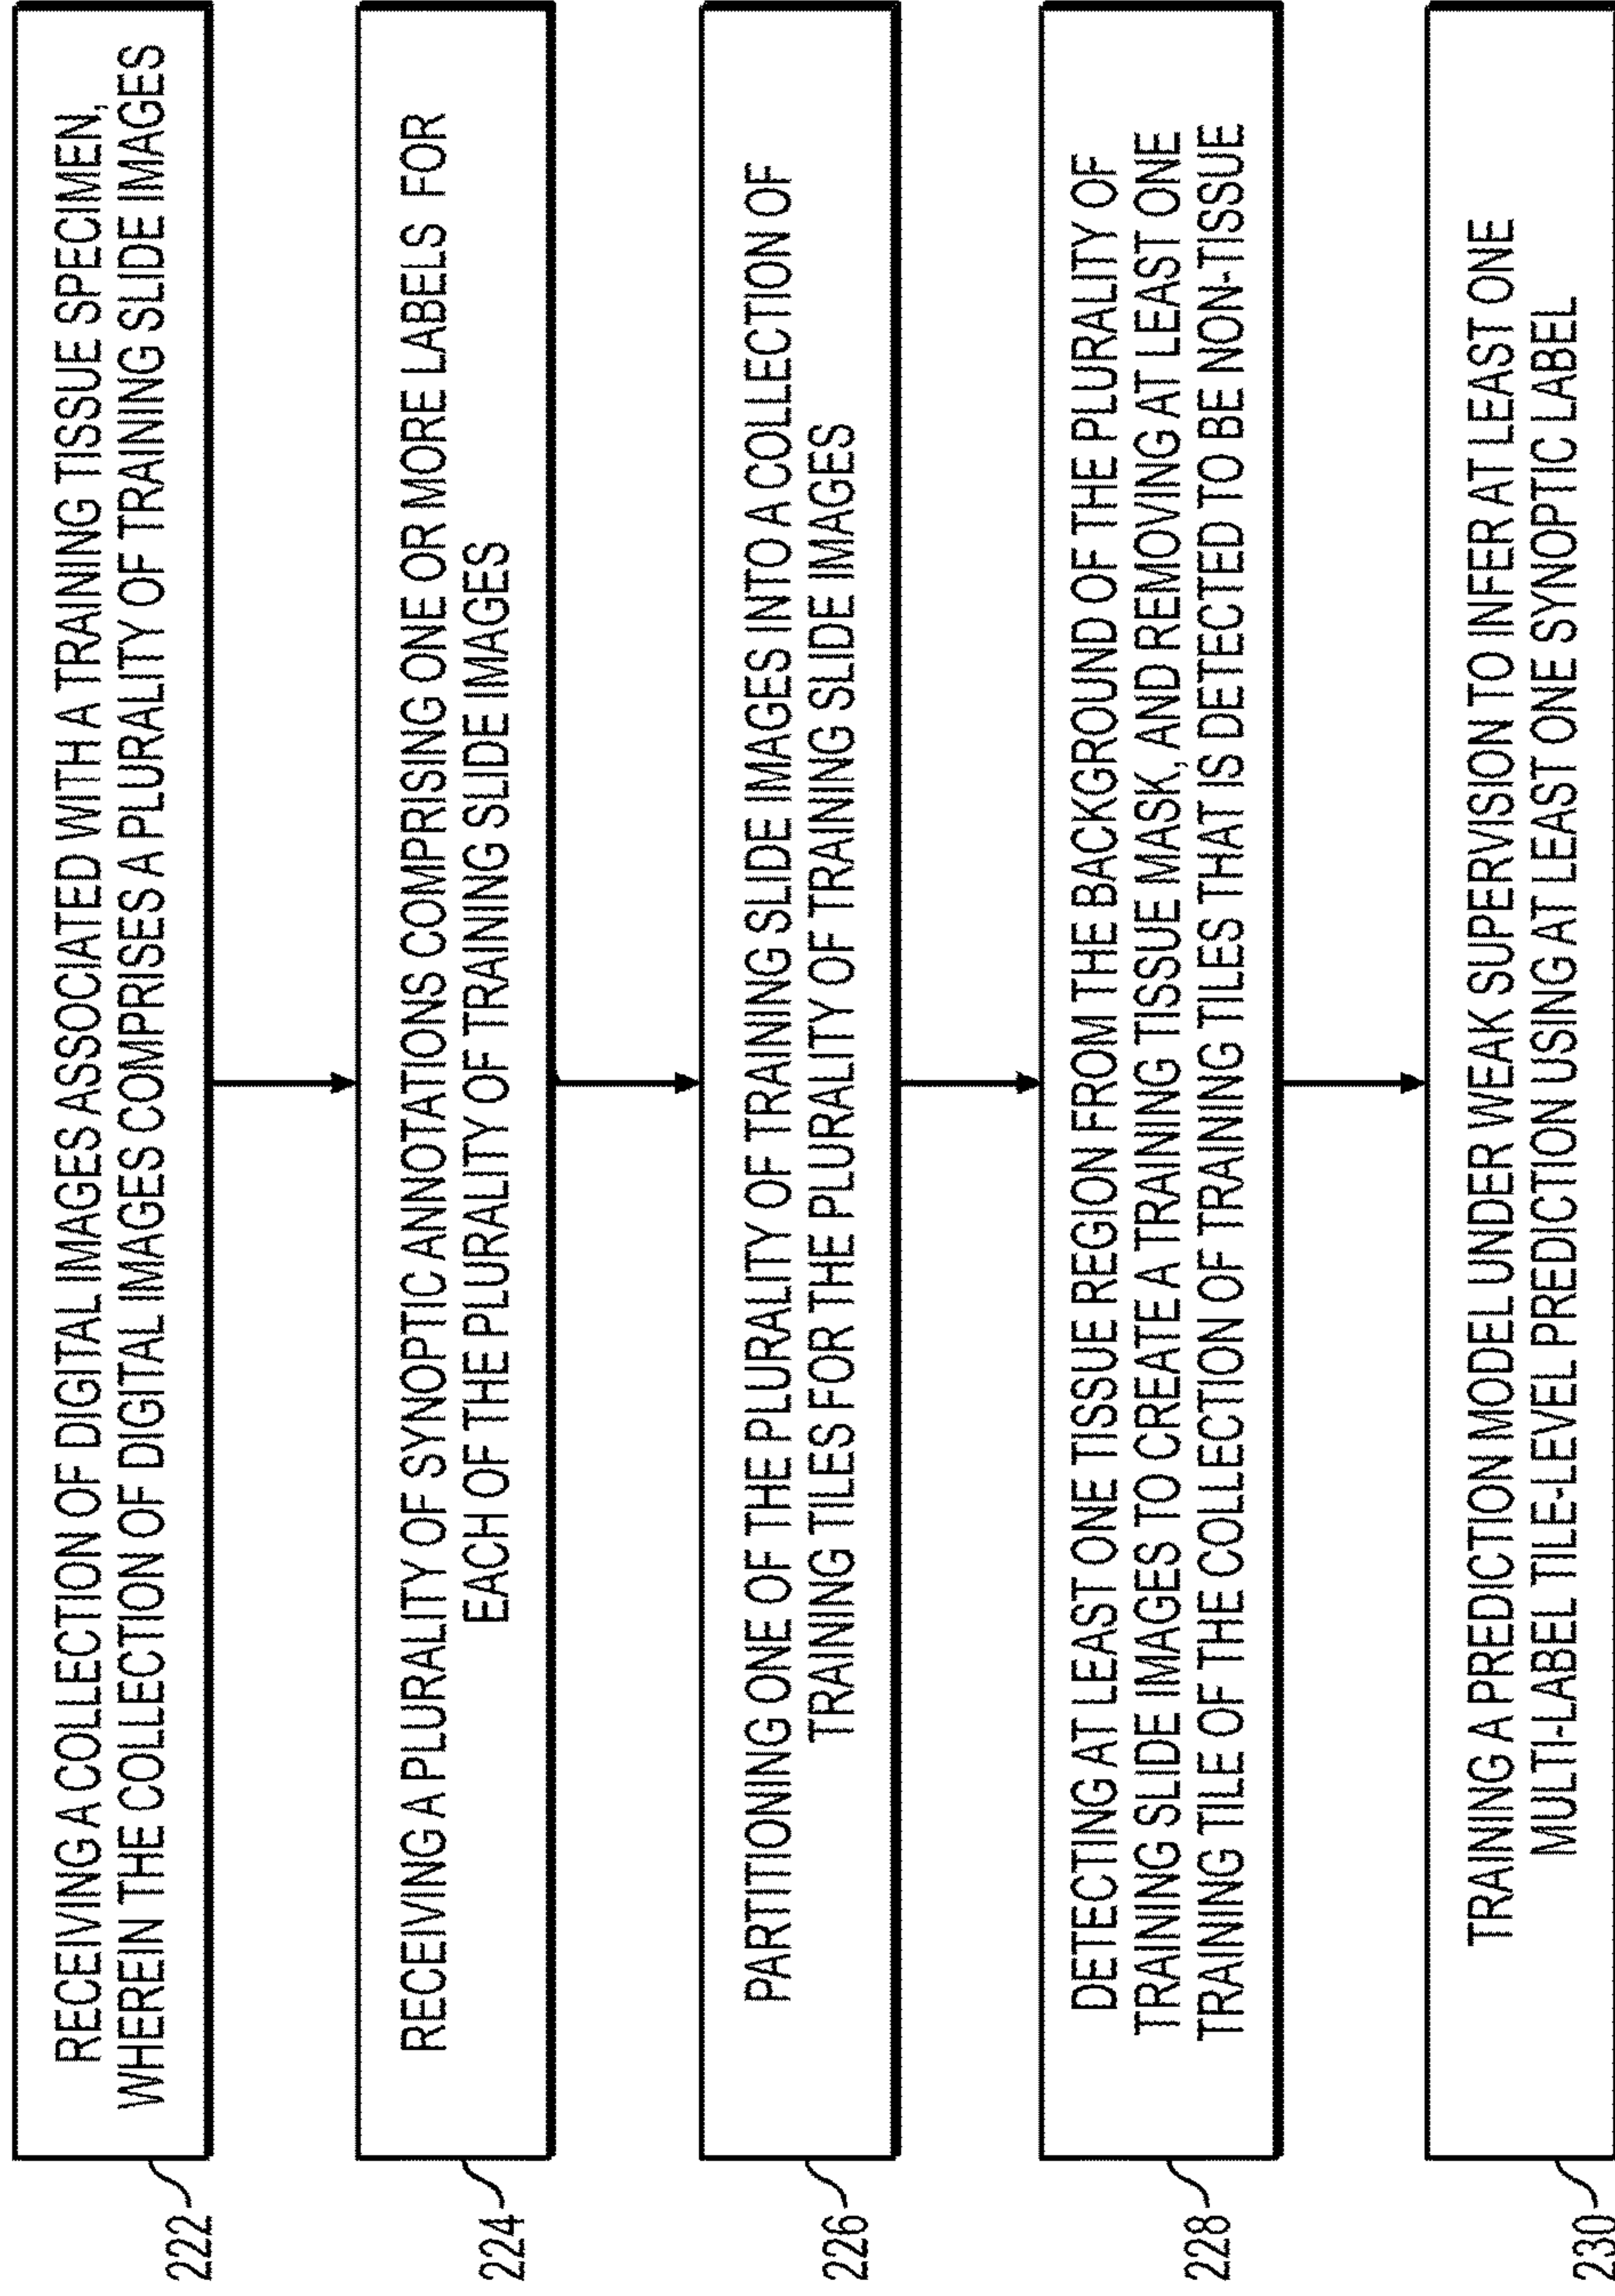 222
RECEIVING A COLLECTION OF DIGITAL IMAGES ASSOCIATED WITH A TRAINING TISSUE SPECIMEN,
WHEREIN THE COLLECTION OF DIGITAL IMAGES COMPRISES A PLURALITY OF TRAINING SLIDE IMAGES
224
RECEIVING A PLURALITY OF SYNOPTIC ANNOTATIONS COMPRISING ONE OR MORE LABELS FOR
EACH OF THE PLURALITY OF TRAINING SLIDE IMAGES
226
PARTITIONING ONE OF THE PLURALITY OF TRAINING SLIDE IMAGES INTO A COLLECTION OF
TRAINING TILES FOR THE PLURALITY OF TRAINING SLIDE IMAGES
228
DETECTING AT LEAST ONE TISSUE REGION FROM THE BACKGROUND OF THE PLURALITY OF
TRAINING SLIDE IMAGES TO CREATE A TRAINING TISSUE MASK, AND REMOVING AT LEAST ONE
TRAINING TILE OF THE COLLECTION OF TRAINING TILES THAT IS DETECTED TO BE NON-TISSUE
230
TRAINING A PREDICTION MODEL UNDER WEAK SUPERVISION TO INFER AT LEAST ONE
MULTI-LABEL TILE-LEVEL PREDICTION USING AT LEAST ONE SYNOPTIC LABEL